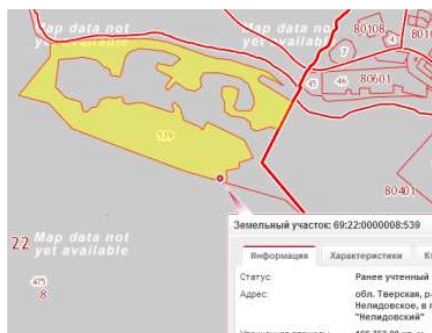 Map data not
yet available
Map data not
yet available
80108
4
7
45
46
80601
539
80401
22
Map data not
yet available
475
8
Земельный участок: 69:22:0000008:539
Информация
Характеристики
Статус:
Ранее учтенный
Адрес:
обл. Тверская, р-
Нелидовское, в
"Нелидовский"